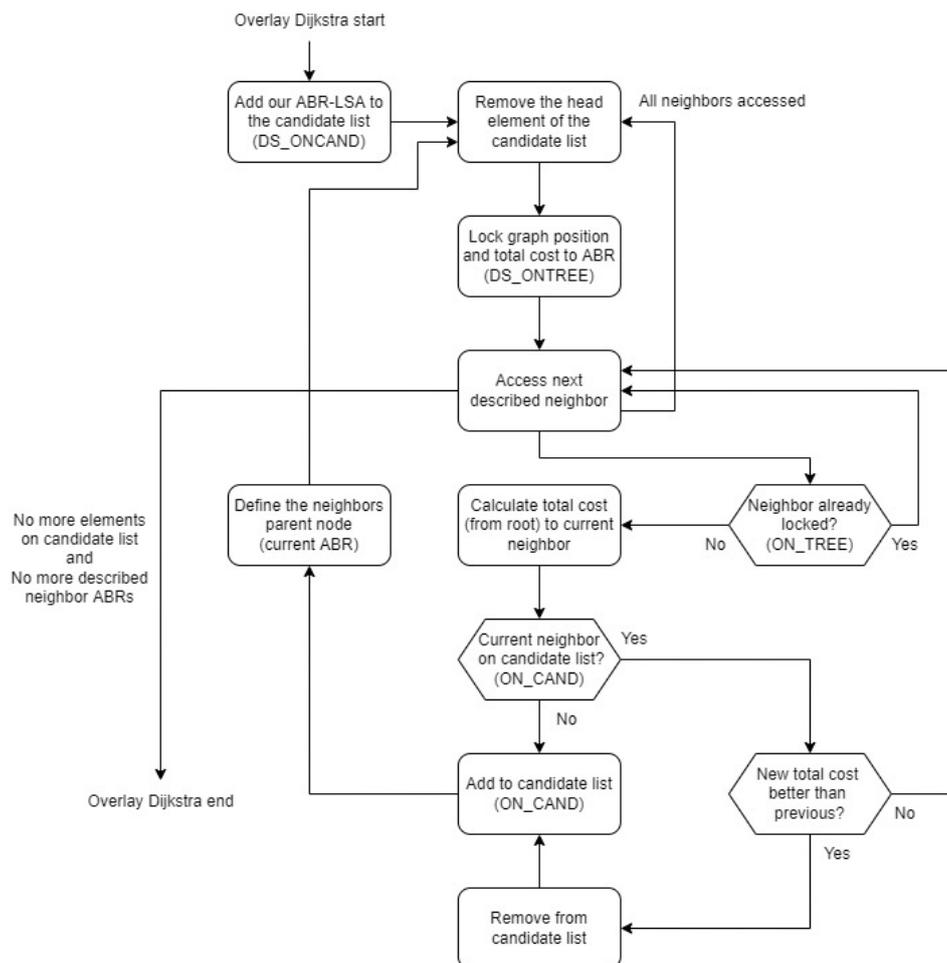 Overlay Dijkstra start
Add our ABR-LSA to
the candidate list
(DS_ONCAND)
Remove the head
element of the
candidate list
All neighbors accessed
Lock graph position
and total cost to ABR
(DS_ONTREE)
Access next
described neighbor
No more elements
on candidate list
and
No more described
neighbor ABRs
Define the neighbors
parent node
(current ABR)
Calculate total cost
(from root) to current
neighbor
No
Neighbor already
locked?
(ON_TREE)
Yes
Current neighbor
on candidate list?
(ON_CAND)
Yes
No
Overlay Dijkstra end
Add to candidate list
(ON_CAND)
New total cost
better than
previous?
No
Yes
Remove from
candidate list